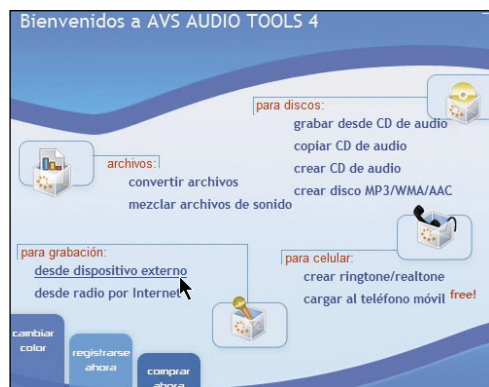 Bienvenidos a AVS AUDIO TOOLS 4
para discos:
grabar desde CD de audio
copiar CD de audio
crear CD de audio
crear disco MP3/WMA/AAC
archivos:
convertir archivos
mezclar archivos de sonido
para grabación:
desde dispositivo externo
desde radio por Internet
para celular:
crear ringtone/realtone
cargar al teléfono móvil free!
cambiar
color
registrarse
ahora
comprar
ahora